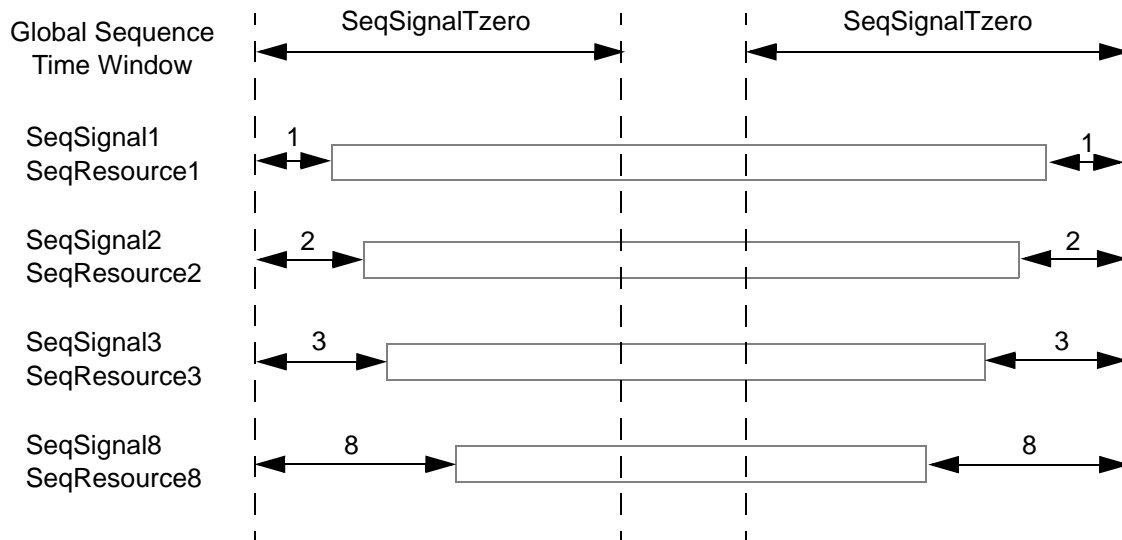 Global Sequence
Time Window
SeqSignalTzero
SeqSignalTzero
SeqSignal1
SeqResource1
1
1
SeqSignal2
SeqResource2
2
2
SeqSignal3
SeqResource3
3
3
SeqSignal8
SeqResource8
8
8